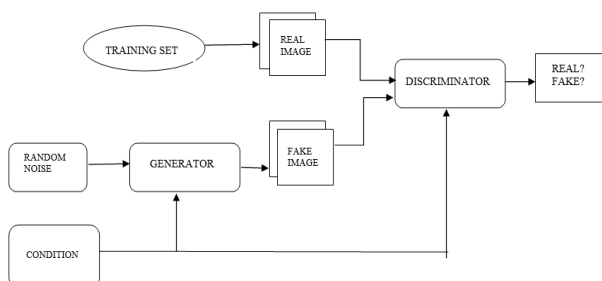 TRAINING SET
REAL
IMAGE
DISCRIMINATOR
REAL?
FAKE?
RANDOM
NOISE
GENERATOR
FAKE
IMAGE
CONDITION